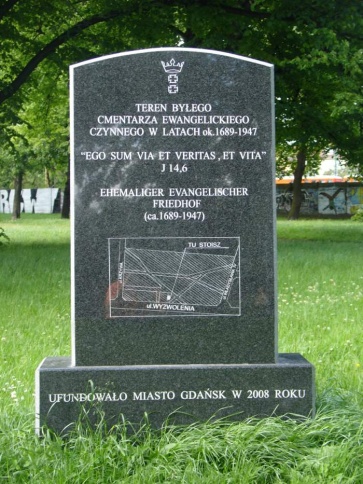 TEREN BYŁEGO
CMENTARZA EWANGELICKIEGO
CZYNNEGO W LATACH ok.1689-1947
"EGO SUM VIA ET VERITAS, ET VITA"
J 14,6
EHEMALIGER EVANGELISCHER
FRIEDHOF
(ca.1689-1947)
TU STOISZ
ul.WYZWOLENIA
UFUNDOWAŁO MIASTO GDAŃSK W 2008 ROKU